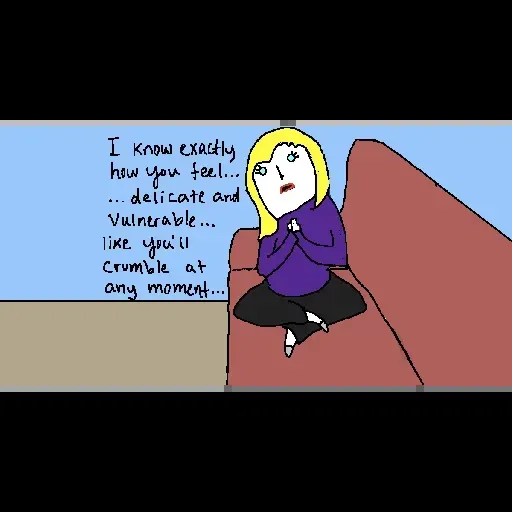 I know exactly
how you feel...
... delicate and
vulnerable...
like you'll
crumble at
any moment...